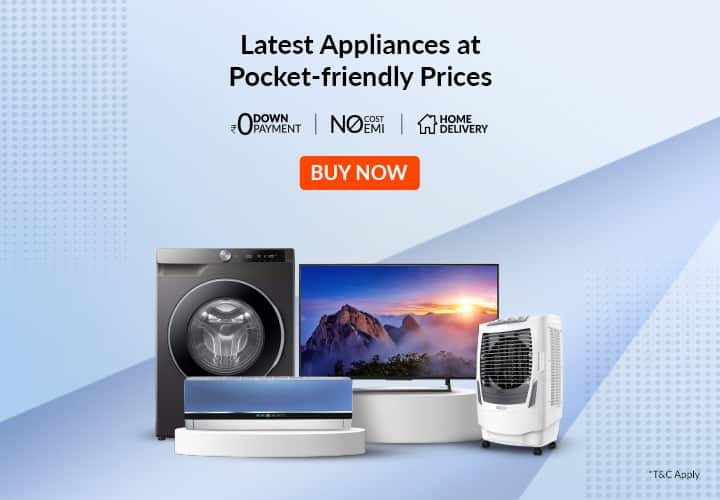 Latest Appliances at
Pocket-friendly Prices
₹0 DOWN PAYMENT
NO COST EMI
HOME DELIVERY
BUY NOW
*T&C Apply